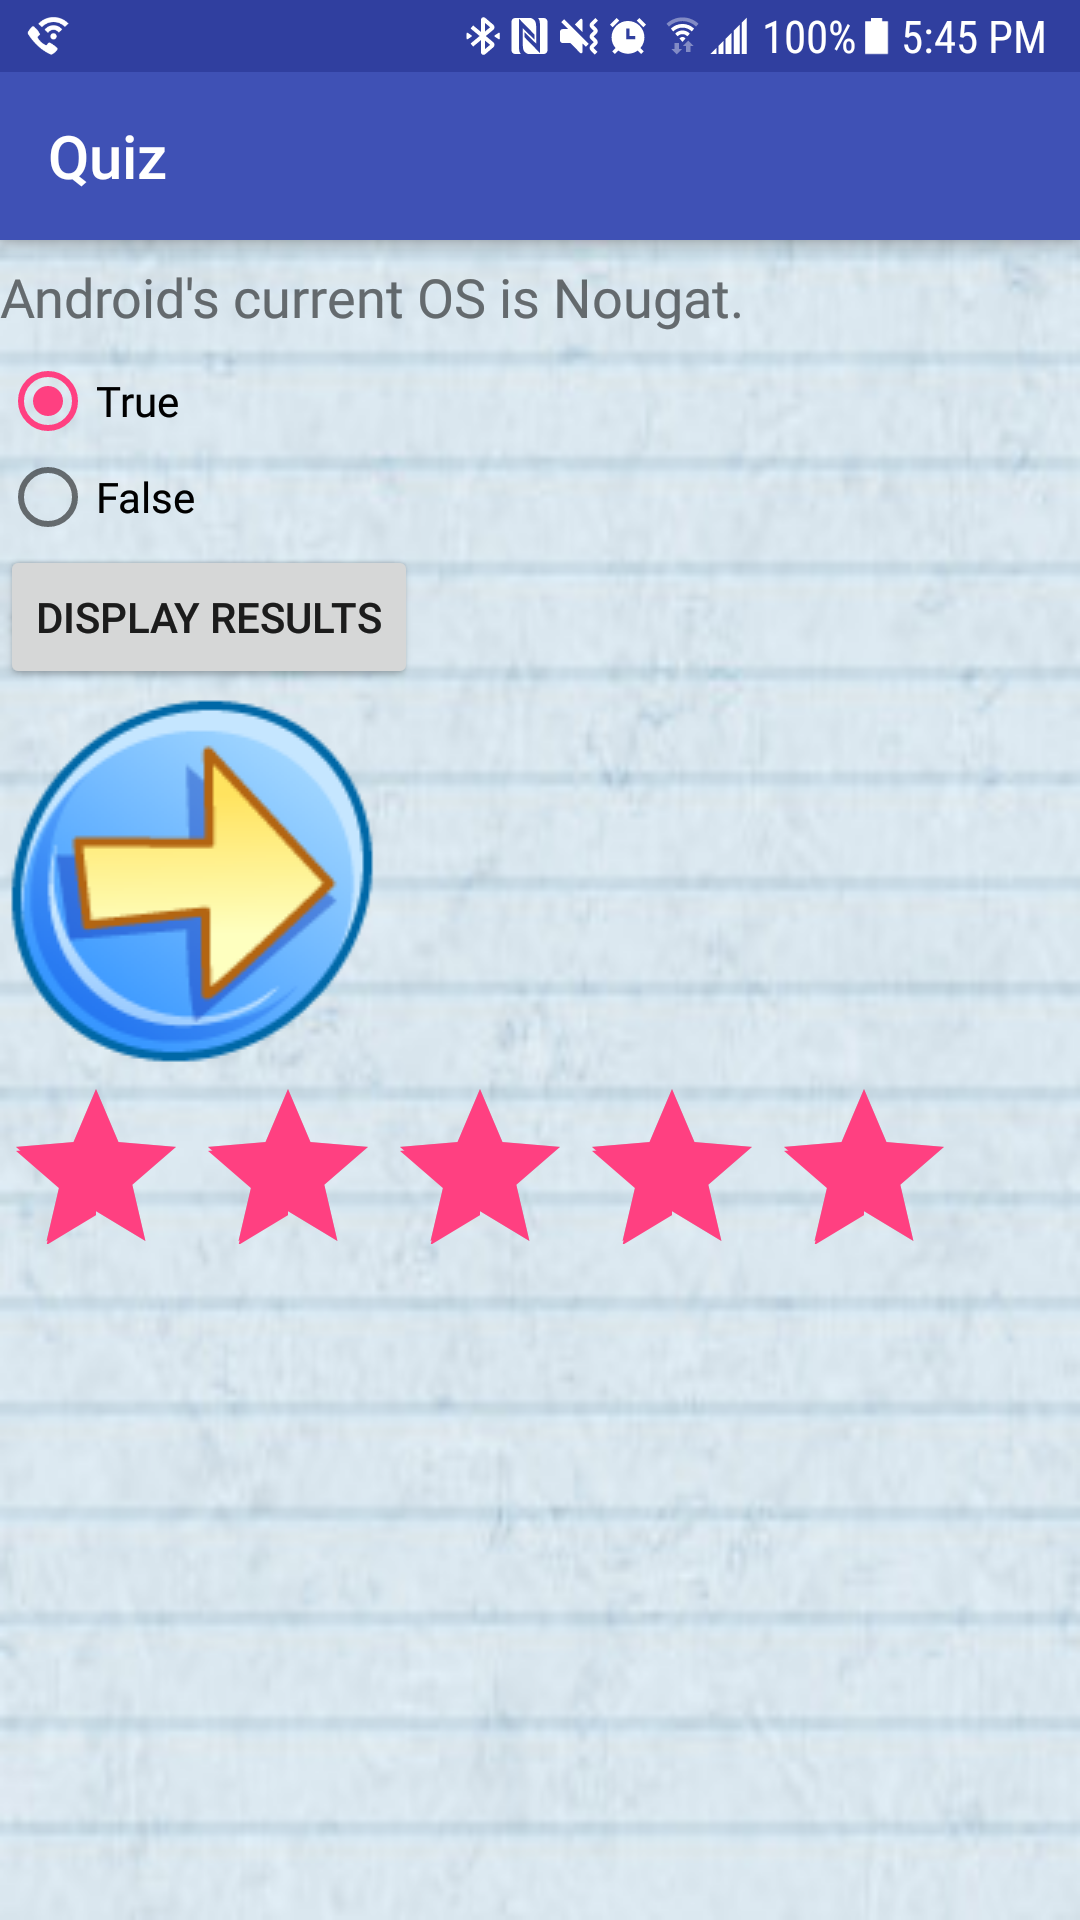 100% 5:45 PM
Quiz
Android's current OS is Nougat.
True
False
DISPLAY RESULTS